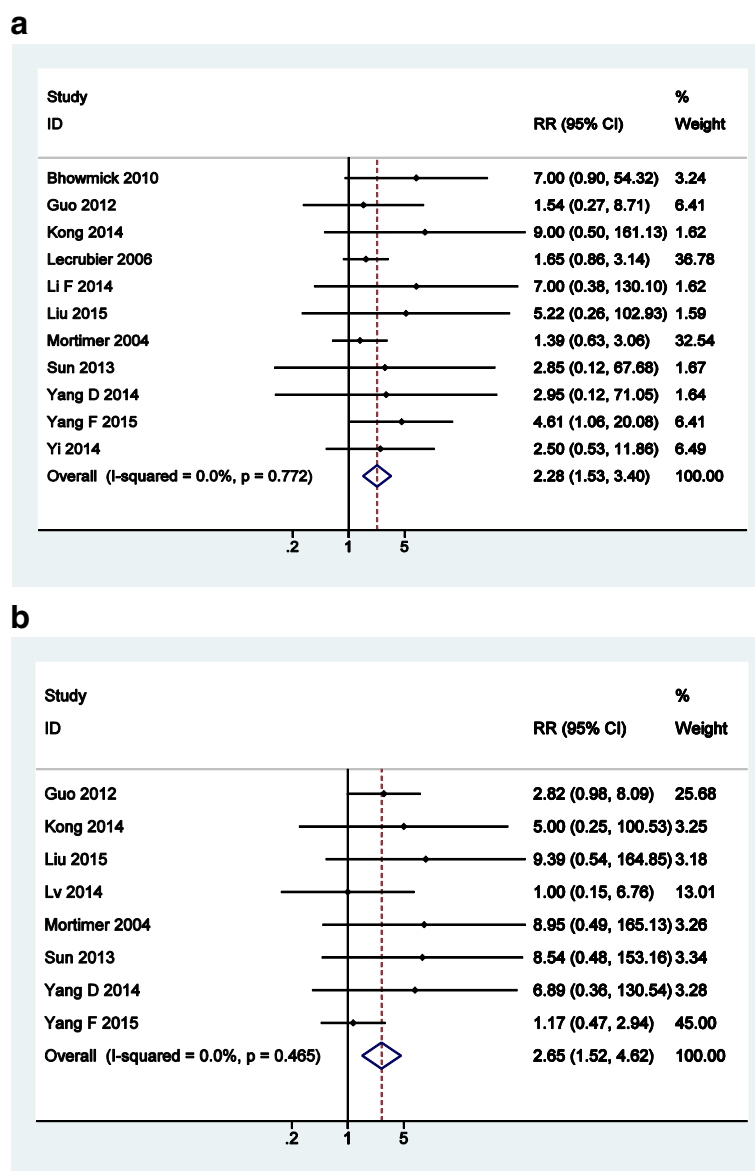 a
Study %
ID RR (95% CI) Weight
Bhowmick 2010 7.00 (0.90, 54.32) 3.24
Guo 2012 1.54 (0.27, 8.71) 6.41
Kong 2014 9.00 (0.50, 161.13) 1.62
Lecrubier 2006 1.65 (0.86, 3.14) 36.78
Li F 2014 7.00 (0.38, 130.10) 1.62
Liu 2015 5.22 (0.26, 102.93) 1.59
Mortimer 2004 1.39 (0.63, 3.06) 32.54
Sun 2013 2.85 (0.12, 67.68) 1.67
Yang D 2014 2.95 (0.12, 71.05) 1.64
Yang F 2015 4.61 (1.06, 20.08) 6.41
Yi 2014 2.50 (0.53, 11.86) 6.49
Overall (I-squared = 0.0%, p = 0.772) 2.28 (1.53, 3.40) 100.00
.2 1 5
b
Study %
ID RR (95% CI) Weight
Guo 2012 2.82 (0.98, 8.09) 25.68
Kong 2014 5.00 (0.25, 100.53) 3.25
Liu 2015 9.39 (0.54, 164.85) 3.18
Lv 2014 1.00 (0.15, 6.76) 13.01
Mortimer 2004 8.95 (0.49, 165.13) 3.26
Sun 2013 8.54 (0.48, 153.16) 3.34
Yang D 2014 6.89 (0.36, 130.54) 3.28
Yang F 2015 1.17 (0.47, 2.94) 45.00
Overall (I-squared = 0.0%, p = 0.465) 2.65 (1.52, 4.62) 100.00
.2 1 5